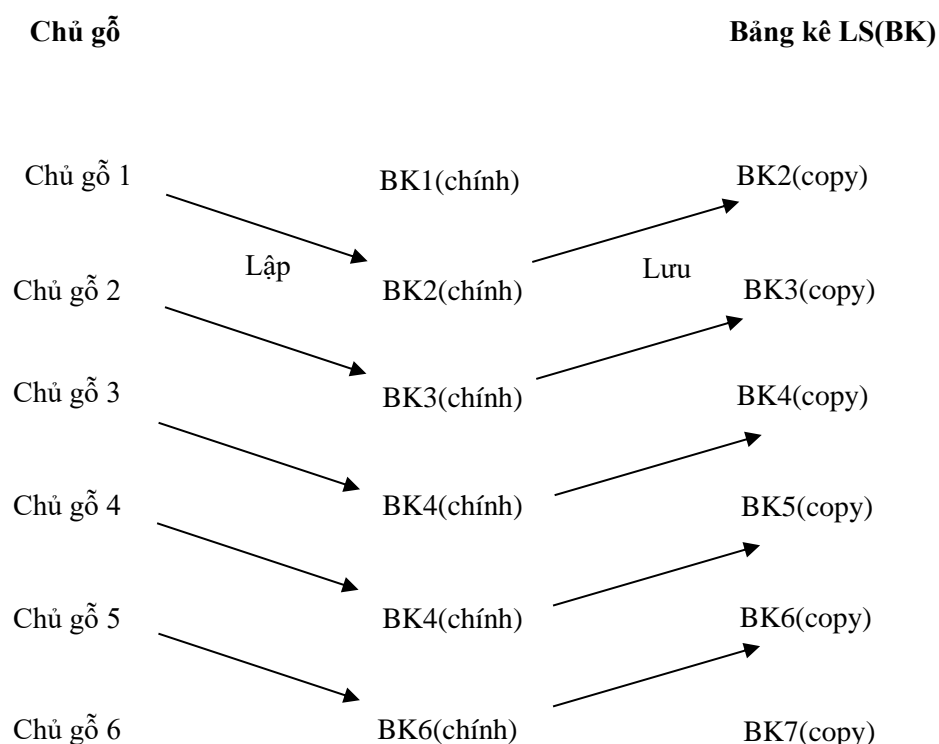 Chủ gỗ Bảng kê LS(BK)
Chủ gỗ 1 BK1(chính) BK2(copy)
Lập Lưu
Chủ gỗ 2 BK2(chính) BK3(copy)
Chủ gỗ 3 BK3(chính) BK4(copy)
Chủ gỗ 4 BK4(chính) BK5(copy)
Chủ gỗ 5 BK4(chính) BK6(copy)
Chủ gỗ 6 BK6(chính) BK7(copy)